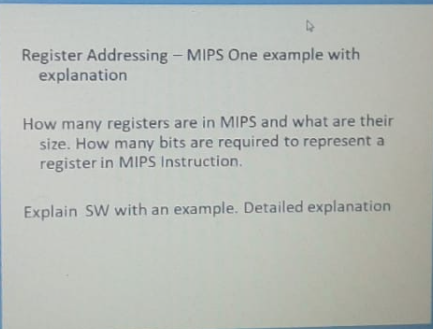 Register Addressing – MIPS One example with
explanation
How many registers are in MIPS and what are their
size. How many bits are required to represent a
register in MIPS Instruction.
Explain SW with an example. Detailed explanation